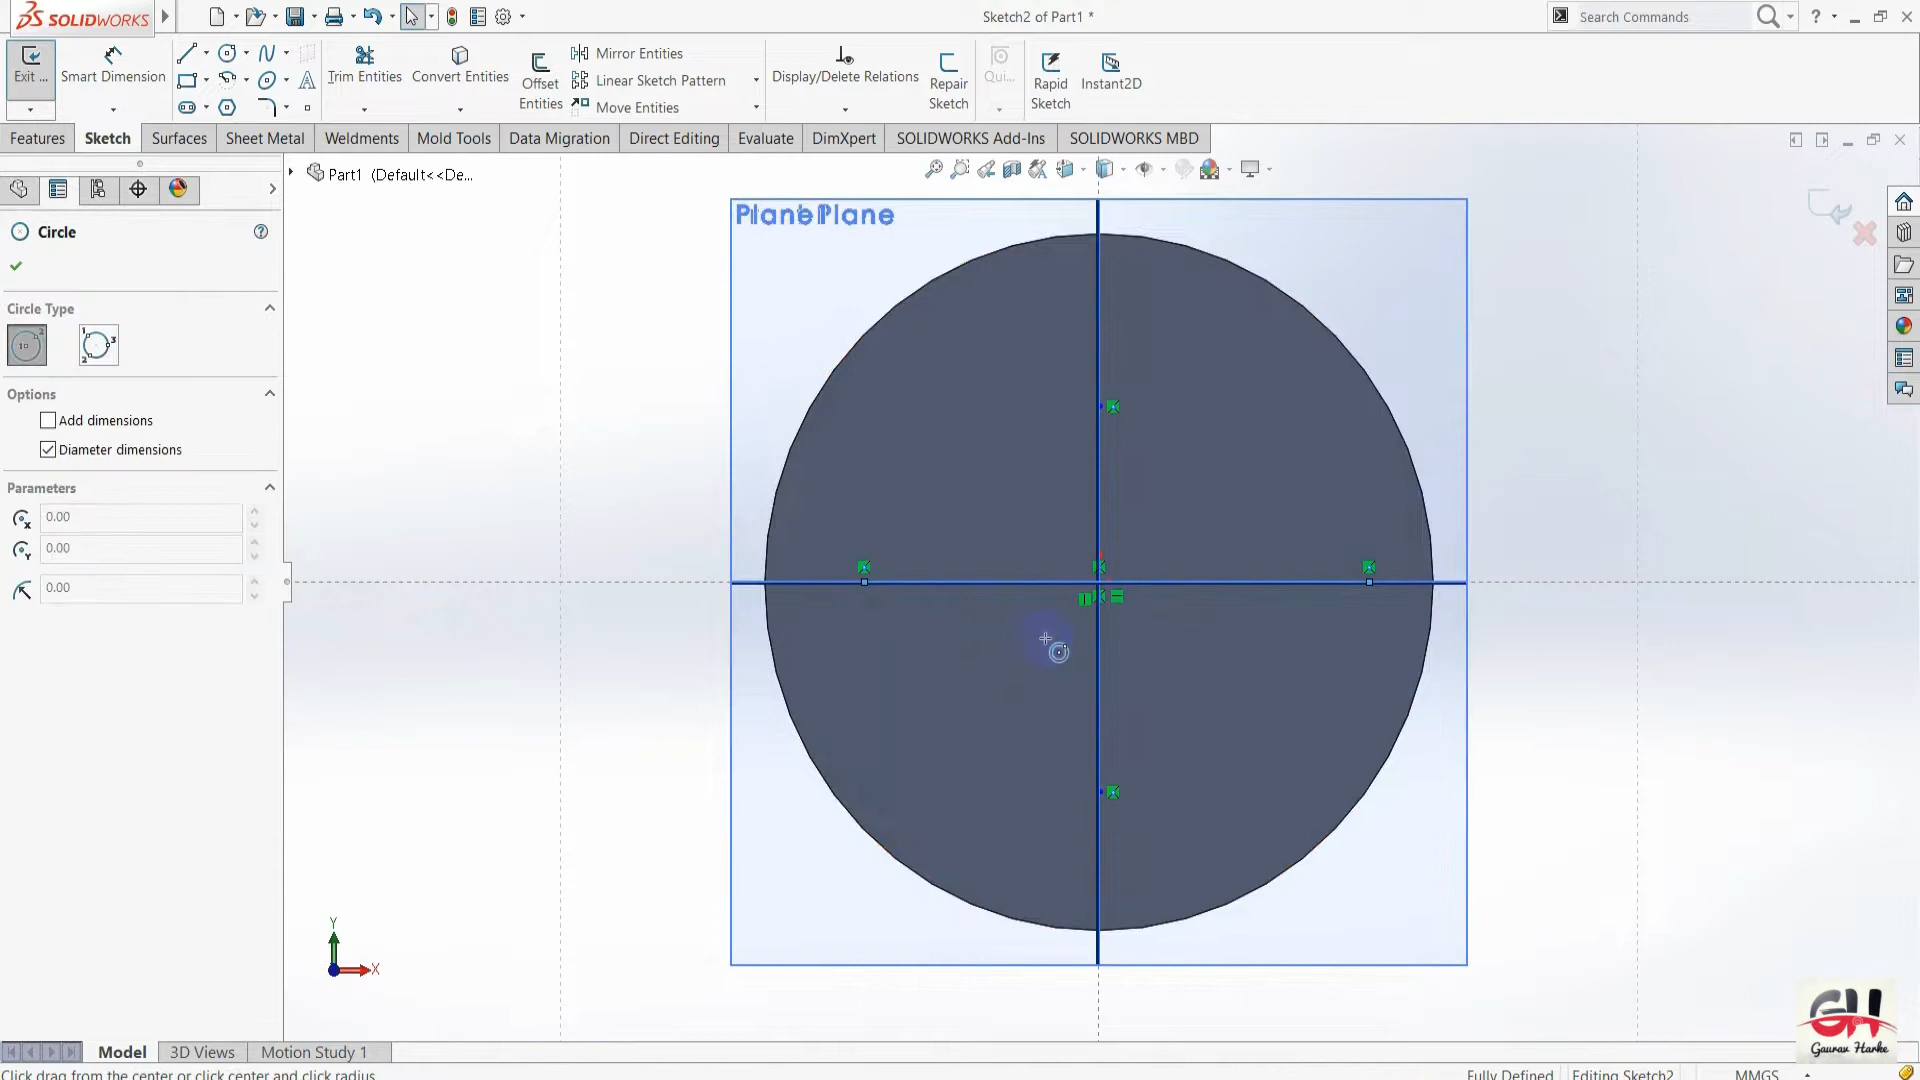 SOLIDWORKS
Sketch2 of Part1 *
Search Commands
Exit ...
Smart Dimension
Trim Entities
Convert Entities
Offset Entities
Mirror Entities
Linear Sketch Pattern
Move Entities
Display/Delete Relations
Repair Sketch
Qui...
Rapid Sketch
Instant2D
Features
Sketch
Surfaces
Sheet Metal
Weldments
Mold Tools
Data Migration
Direct Editing
Evaluate
DimXpert
SOLIDWORKS Add-Ins
SOLIDWORKS MBD
Part1 (Default<<De...
Circle
Circle Type
Options
Add dimensions
Diameter dimensions
Parameters
0.00
0.00
0.00
Plane
Y
X
GH
Gaurav Harke
Model
3D Views
Motion Study 1
Click drag from the center or click center and click radius
Fully Defined
Editing Sketch2
MMGS